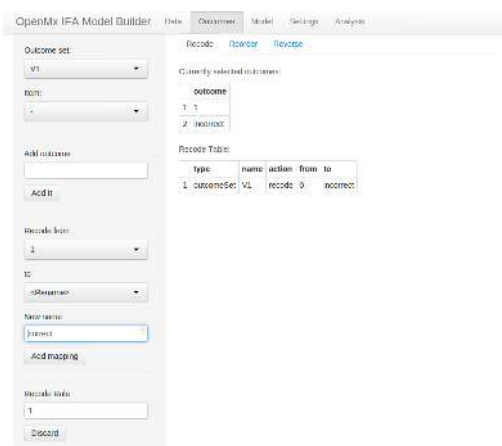 OpenMx IFA Model Builder Data Outcomes Model Settings Analysis
Outcome set:
V1
Item:
-
Add outcome
Add It
Recode from:
1
to
<Rename>
New name:
correct
Add mapping
Recode Rule
1
Discard
Recode Reorder Reverse
Currently selected outcomes:
outcome
1 1
2 incorrect
Recode Table:
type name action from to
1 outcomeSet V1 recode 0 incorrect